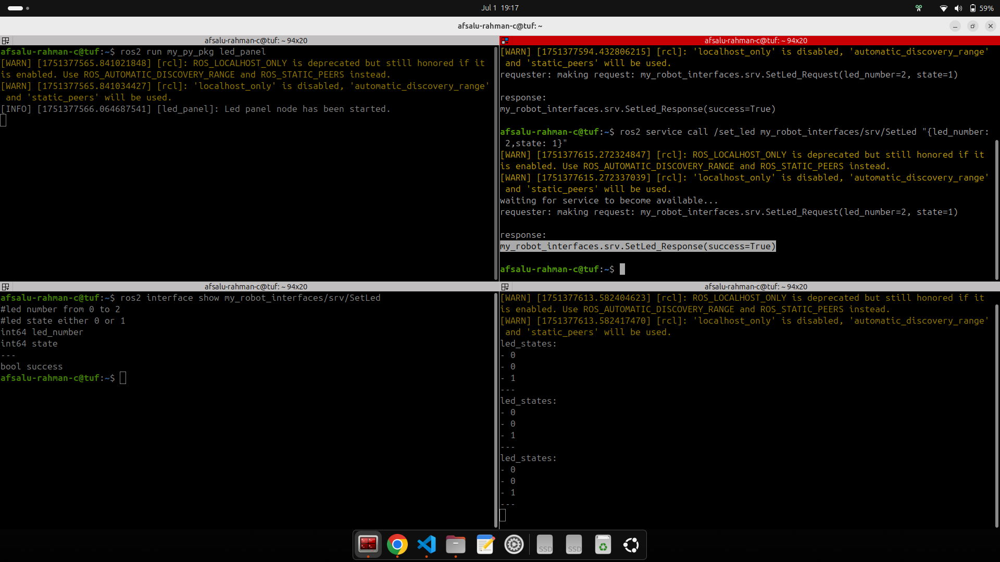 Jul 1 19:17
59%
afsalu-rahman-c@tuf: ~
afsalu-rahman-c@tuf: ~ 94x20
afsalu-rahman-c@tuf:~$ ros2 run my_py_pkg led_panel
[WARN] [1751377565.841021848] [rcl]: ROS_LOCALHOST_ONLY is deprecated but still honored if it
is enabled. Use ROS_AUTOMATIC_DISCOVERY_RANGE and ROS_STATIC_PEERS instead.
[WARN] [1751377565.841034427] [rcl]: 'localhost_only' is disabled, 'automatic_discovery_range'
 and 'static_peers' will be used.
[INFO] [1751377566.064687541] [led_panel]: Led panel node has been started.
afsalu-rahman-c@tuf: ~ 94x20
[WARN] [1751377594.432806215] [rcl]: 'localhost_only' is disabled, 'automatic_discovery_range'
 and 'static_peers' will be used.
requester: making request: my_robot_interfaces.srv.SetLed_Request(led_number=2, state=1)
response:
my_robot_interfaces.srv.SetLed_Response(success=True)
afsalu-rahman-c@tuf:~$ ros2 service call /set_led my_robot_interfaces/srv/SetLed "{led_number:
 2,state: 1}"
[WARN] [1751377615.272324847] [rcl]: ROS_LOCALHOST_ONLY is deprecated but still honored if it
is enabled. Use ROS_AUTOMATIC_DISCOVERY_RANGE and ROS_STATIC_PEERS instead.
[WARN] [1751377615.272337039] [rcl]: 'localhost_only' is disabled, 'automatic_discovery_range'
 and 'static_peers' will be used.
waiting for service to become available...
requester: making request: my_robot_interfaces.srv.SetLed_Request(led_number=2, state=1)
response:
my_robot_interfaces.srv.SetLed_Response(success=True)
afsalu-rahman-c@tuf:~$
afsalu-rahman-c@tuf: ~ 94x20
afsalu-rahman-c@tuf:~$ ros2 interface show my_robot_interfaces/srv/SetLed
#led number from 0 to 2
#led state either 0 or 1
int64 led_number
int64 state
---
bool success
afsalu-rahman-c@tuf:~$
afsalu-rahman-c@tuf: ~ 94x20
[WARN] [1751377613.582404623] [rcl]: ROS_LOCALHOST_ONLY is deprecated but still honored if it
is enabled. Use ROS_AUTOMATIC_DISCOVERY_RANGE and ROS_STATIC_PEERS instead.
[WARN] [1751377613.582417470] [rcl]: 'localhost_only' is disabled, 'automatic_discovery_range'
 and 'static_peers' will be used.
led_states:
- 0
- 0
- 1
---
led_states:
- 0
- 0
- 1
---
led_states:
- 0
- 0
- 1
---
SSD
SSD